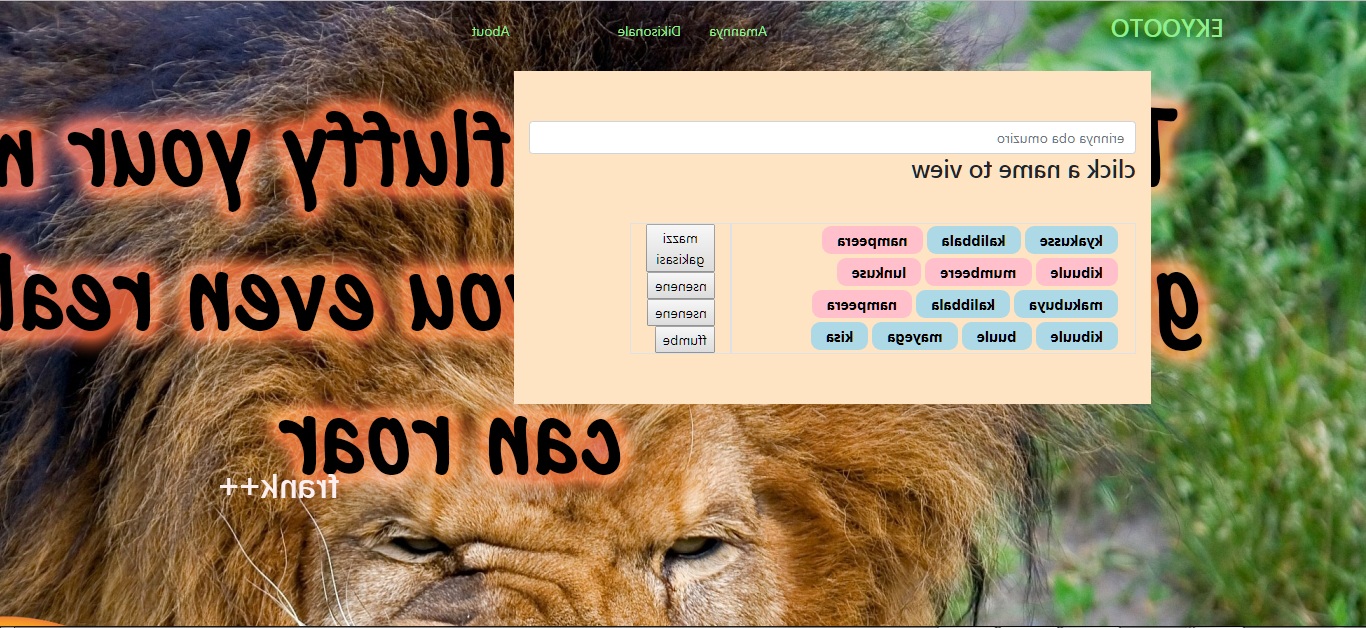 EKYOOTO Amannya Dikisonale About
erinnya oba omuziro
click a name to view
kyakusse kalibbala nampeera mazzi gakisasi
kibuule mumbeere lunkuse nsenene
makubuya kalibbala nampeera nsenene
kibuule buule mayega kisa ffumbe
fluffy your
you even
can roar
frank++